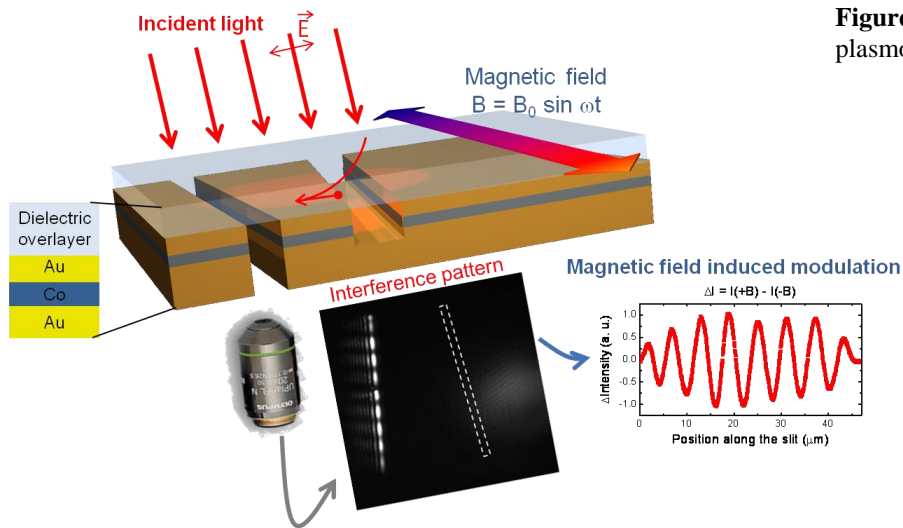 Figure
plasmo
Incident light
E
Magnetic field
B = B₀ sin ωt
Dielectric
overlayer
Au
Co
Au
Interference pattern
Magnetic field induced modulation
ΔI = I(+B) - I(-B)
ΔIntensity (a. u.)
1.0
0.5
0.0
-0.5
-1.0
0
10
20
30
40
Position along the slit (μm)
UPlanFL N
OLYMPUS